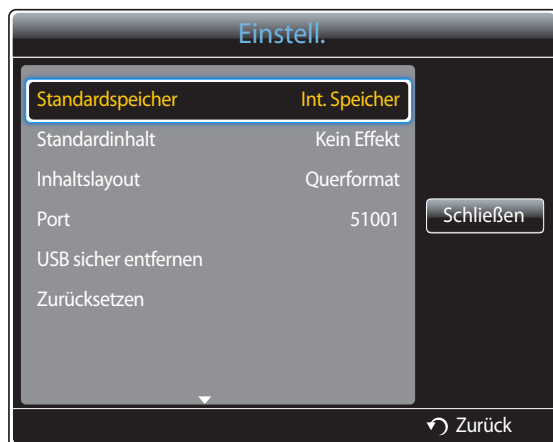 Einstell.
Standardspeicher Int. Speicher
Standardinhalt Kein Effekt
Inhaltslayout Querformat
Port 51001
USB sicher entfernen
Zurücksetzen
Schließen
Zurück